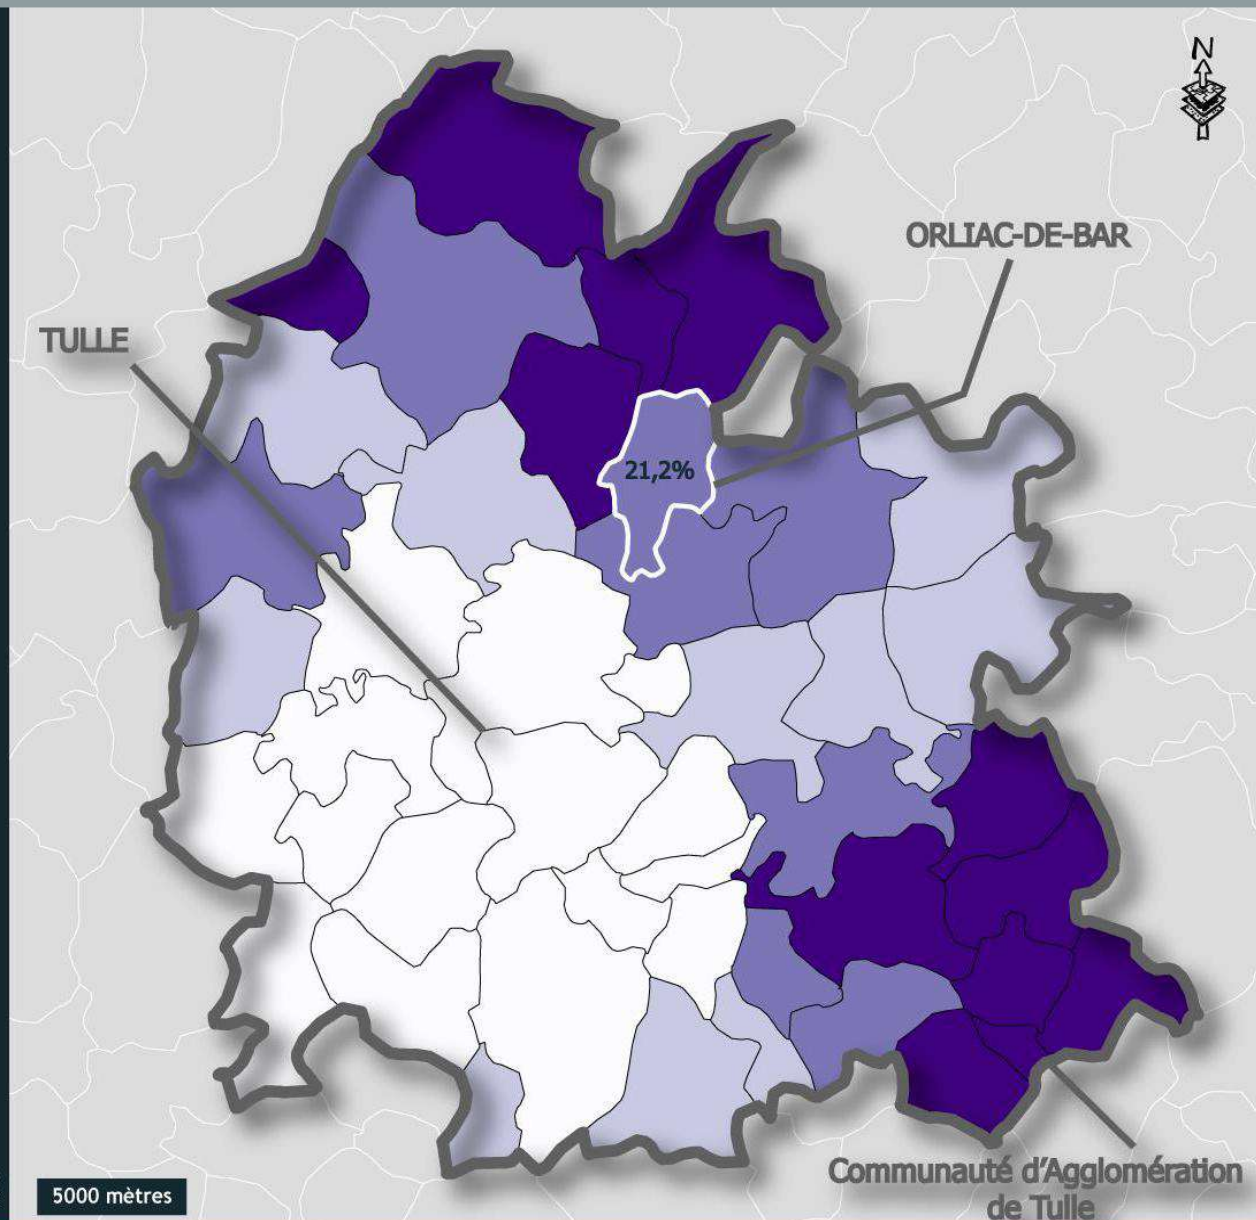 N
ORLIAC-DE-BAR
TULLE
21,2%
Communauté d'Agglomération
de Tulle
5000 mètres